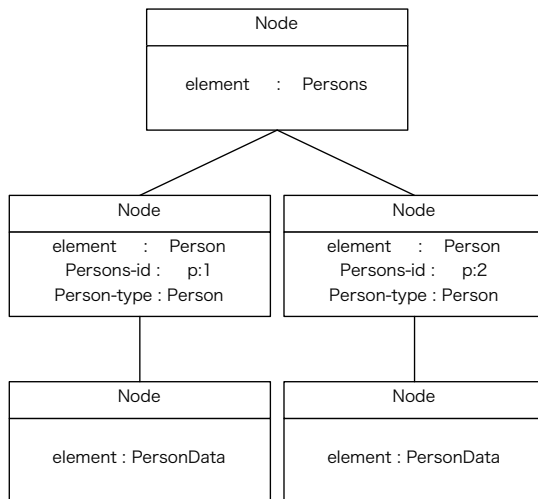 Node
element : Persons
Node
element : Person
Persons-id : p:1
Person-type : Person
Node
element : Person
Persons-id : p:2
Person-type : Person
Node
element : PersonData
Node
element : PersonData